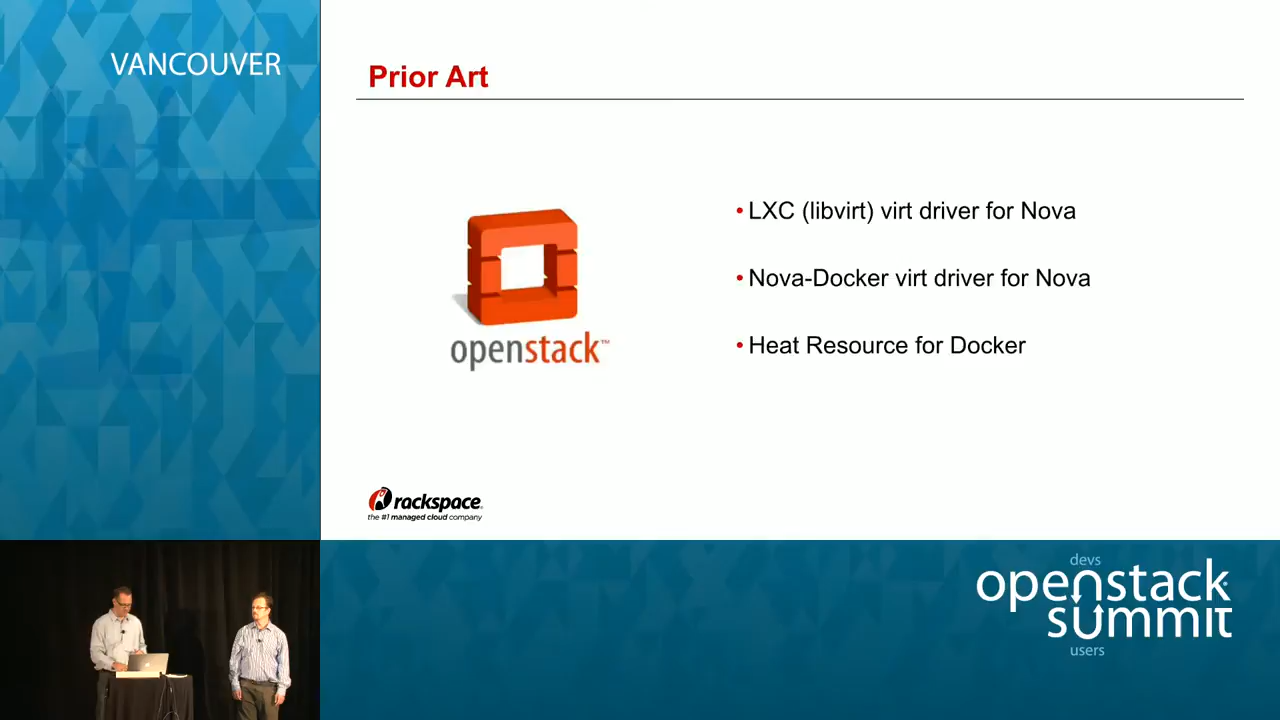 VANCOUVER
Prior Art
• LXC (libvirt) virt driver for Nova
• Nova-Docker virt driver for Nova
• Heat Resource for Docker
openstack™
rackspace®
the #1 managed cloud company
devs
openstack
summit
users